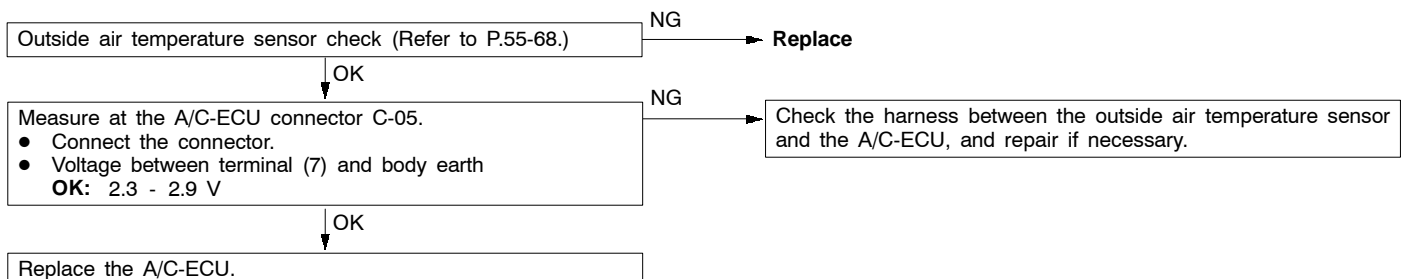 Outside air temperature sensor check (Refer to P.55-68.)
NG
Replace
OK
Measure at the A/C-ECU connector C-05.
● Connect the connector.
● Voltage between terminal (7) and body earth
OK: 2.3 - 2.9 V
NG
Check the harness between the outside air temperature sensor
and the A/C-ECU, and repair if necessary.
OK
Replace the A/C-ECU.